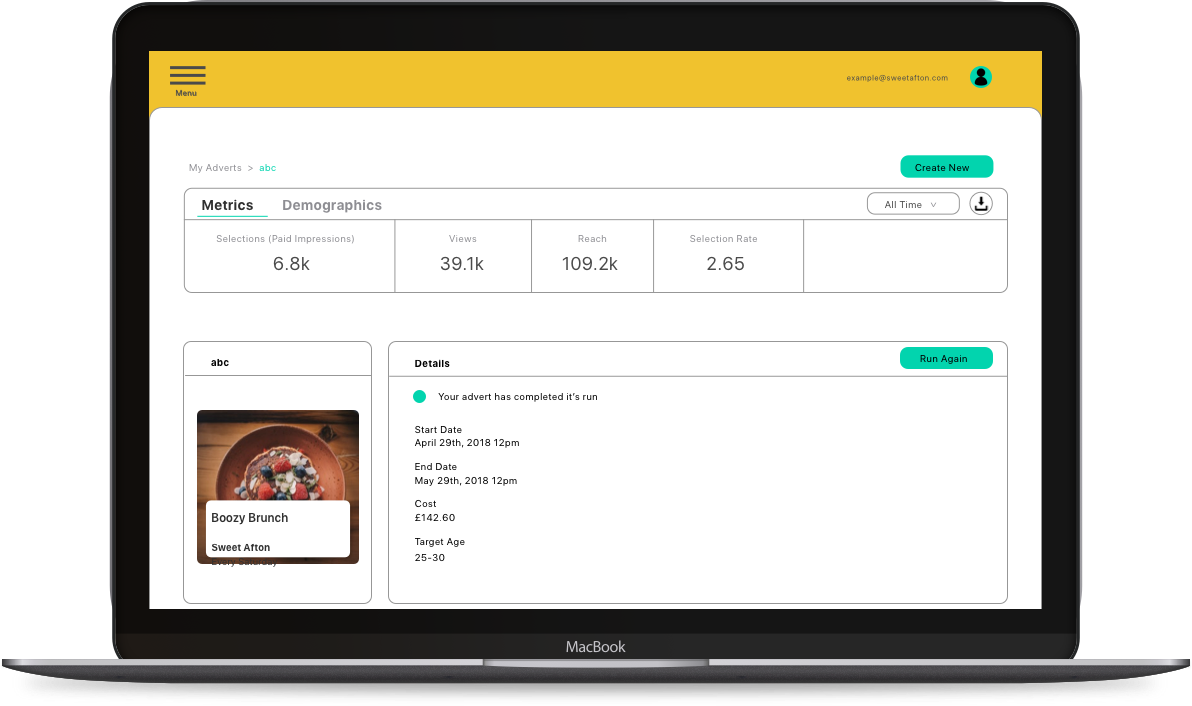 Menu
example@sweetafton.com
My Adverts > abc
Create New
Metrics Demographics
All Time
Selections (Paid Impressions)
6.8k
Views
39.1k
Reach
109.2k
Selection Rate
2.65
abc
Boozy Brunch
Sweet Afton
Every Saturday
Details
Run Again
Your advert has completed it's run
Start Date
April 29th, 2018 12pm
End Date
May 29th, 2018 12pm
Cost
£142.60
Target Age
25-30
MacBook